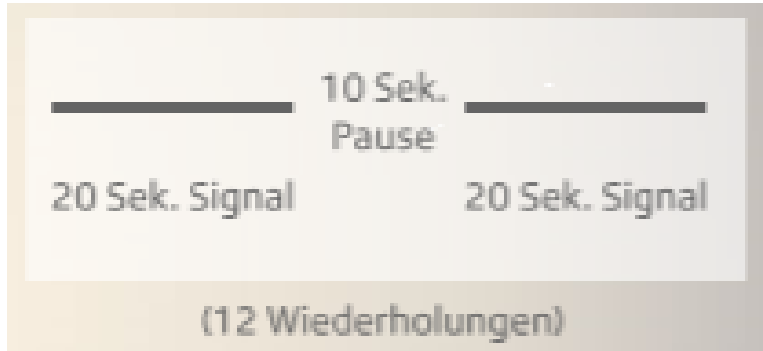 10 Sek.
Pause
20 Sek. Signal
20 Sek. Signal
(12 Wiederholungen)